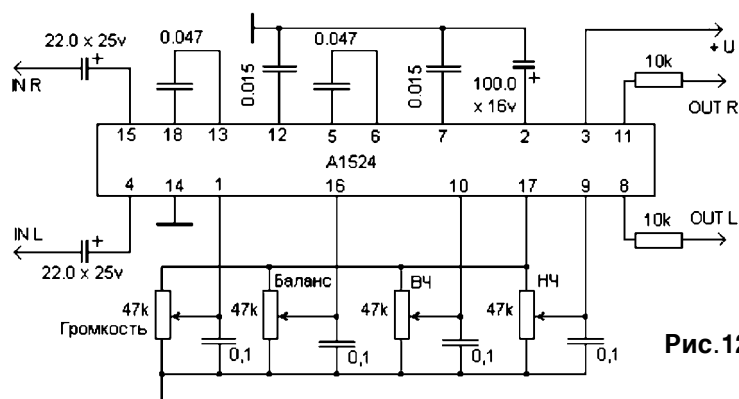 22.0 x 25v
+
0.047
0.047
+ U
IN R
0.015
0.015
100.0
x 16v
+
10k
OUT R
15 18 13 12 5 6 7 2 3 11
A1524
4 14 1 16 10 17 9 8
IN L
+
22.0 x 25v
10k
OUT L
Баланс
ВЧ
НЧ
47k
47k
47k
47k
Громкость
0,1
0,1
0,1
0,1